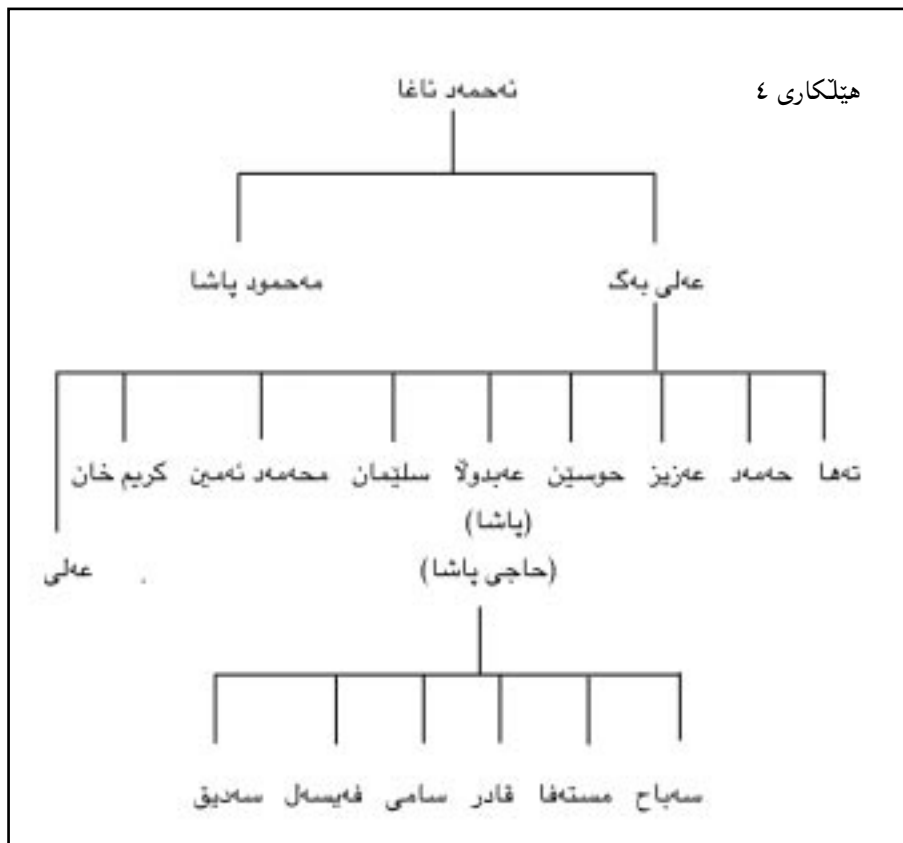 هێڵکاری ٤
ئەحمەد ئاغا
عەلی بەگ مەحمود پاشا
تەها حەمەد عەزیز حوسێن عەبدوڵا سلێمان محەمەد ئەمین کریم خان
(پاشا)
(حاجی پاشا) عەلی
سەباح مستەفا قادر سامی فەیسەل سەدیق